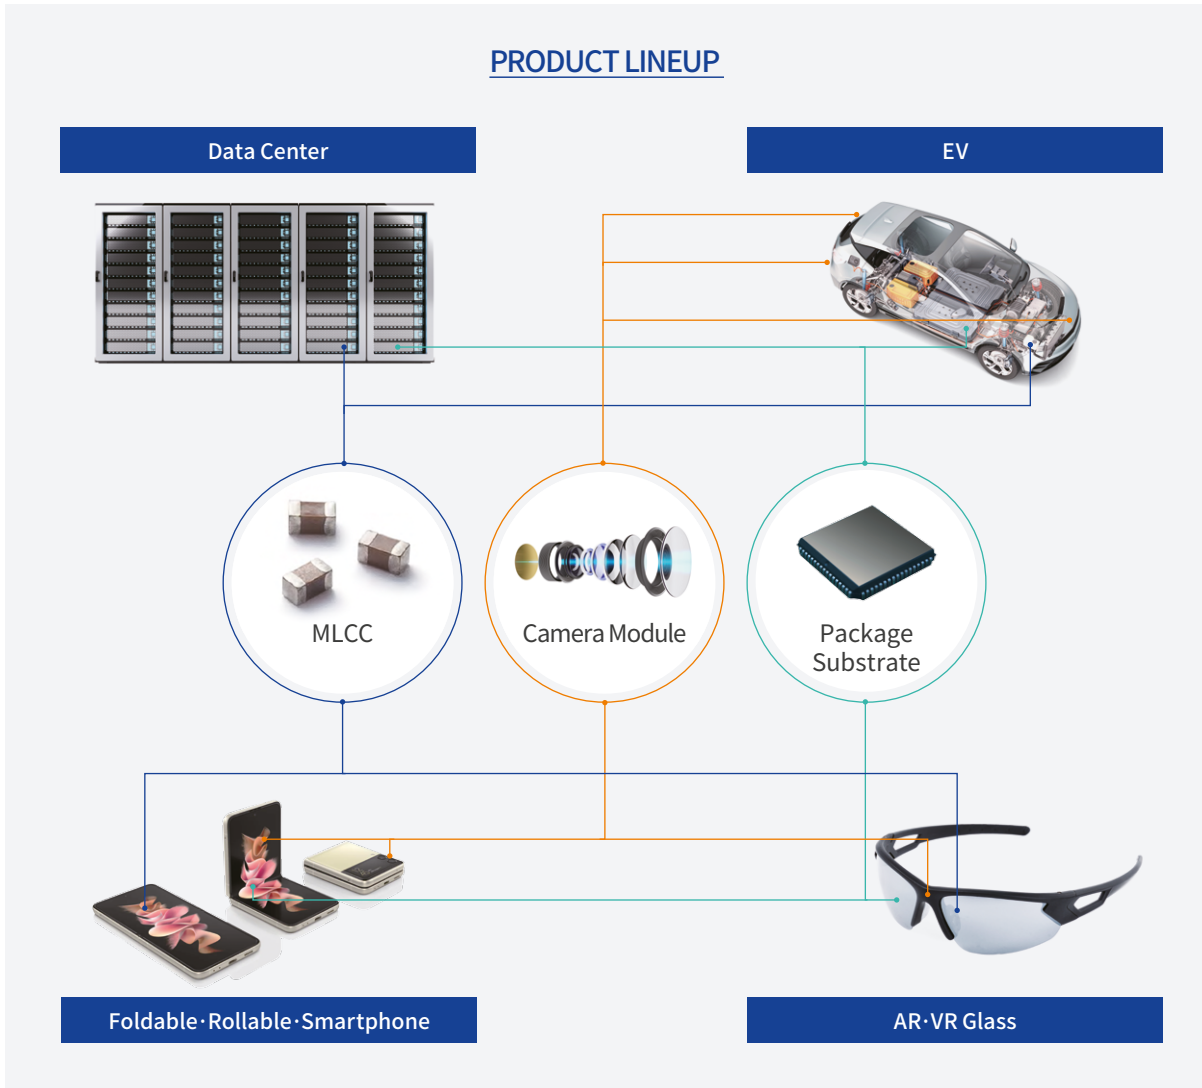 PRODUCT LINEUP
Data Center
EV
MLCC
Camera Module
Package
Substrate
Foldable·Rollable·Smartphone
AR·VR Glass